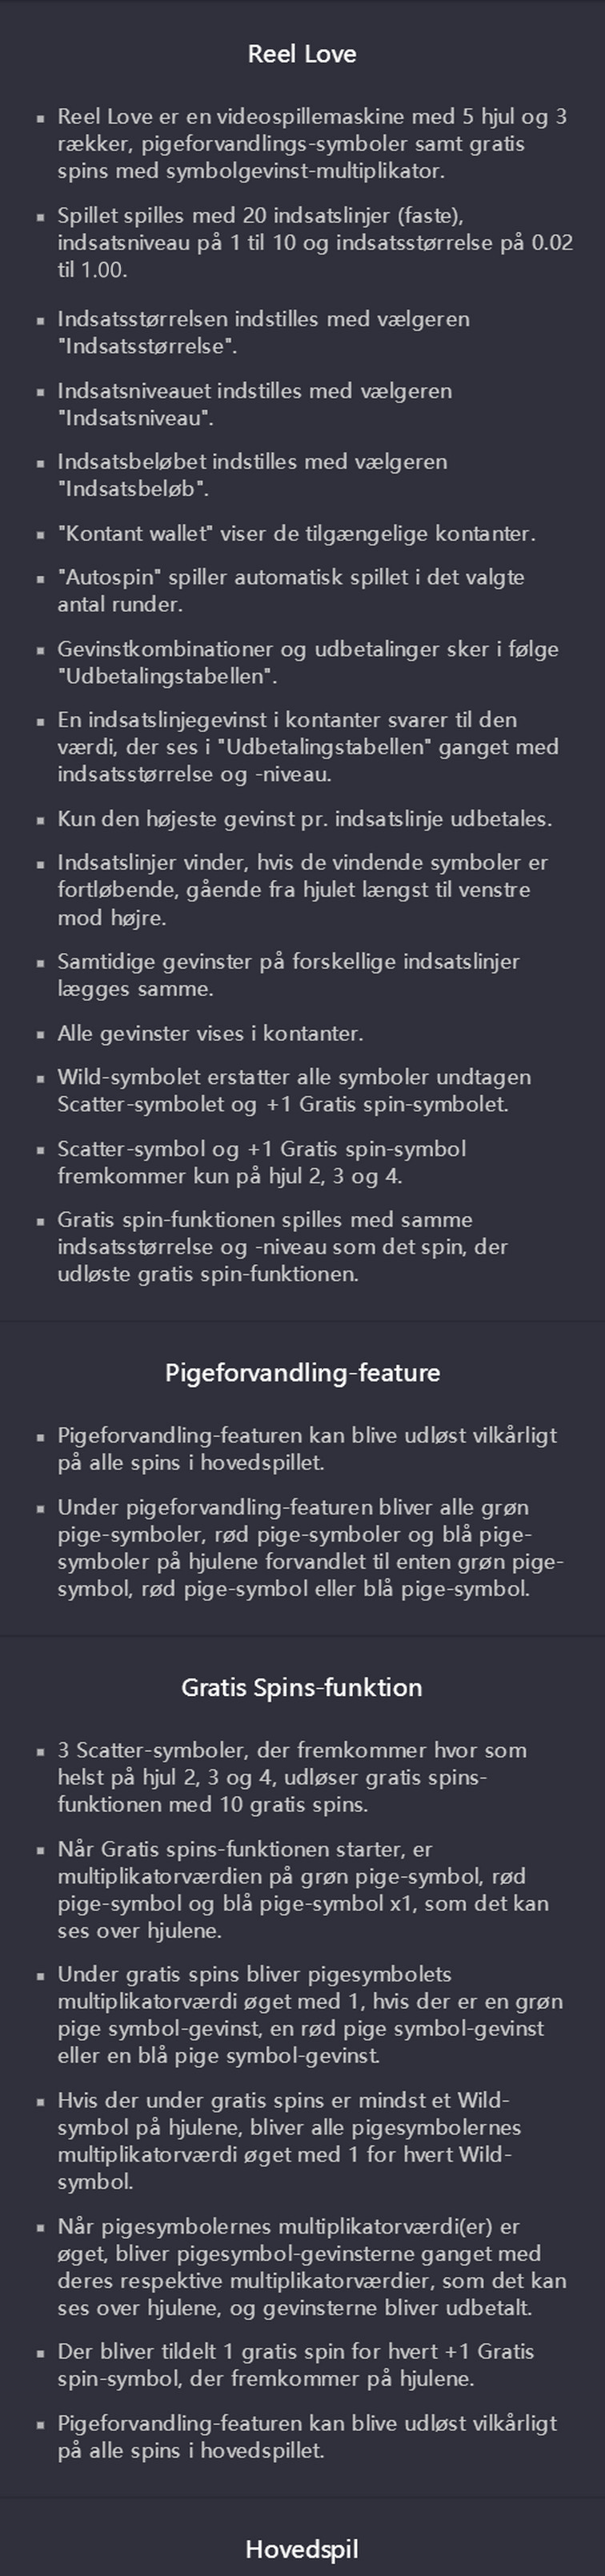 Reel Love
▪ Reel Love er en videospillemaskine med 5 hjul og 3
rækker, pigeforvandlings-symboler samt gratis
spins med symbolgevinst-multiplikator.
▪ Spillet spilles med 20 indsatslinjer (faste),
indsatsniveau på 1 til 10 og indsatsstørrelse på 0.02
til 1.00.
▪ Indsatsstørrelsen indstilles med vælgeren
"Indsatsstørrelse".
▪ Indsatsniveauet indstilles med vælgeren
"Indsatsniveau".
▪ Indsatsbeløbet indstilles med vælgeren
"Indsatsbeløb".
▪ "Kontant wallet" viser de tilgængelige kontanter.
▪ "Autospin" spiller automatisk spillet i det valgte
antal runder.
▪ Gevinstkombinationer og udbetalinger sker i følge
"Udbetalingstabellen".
▪ En indsatslinjegevinst i kontanter svarer til den
værdi, der ses i "Udbetalingstabellen" ganget med
indsatsstørrelse og -niveau.
▪ Kun den højeste gevinst pr. indsatslinje udbetales.
▪ Indsatslinjer vinder, hvis de vindende symboler er
fortløbende, gående fra hjulet længst til venstre
mod højre.
▪ Samtidige gevinster på forskellige indsatslinjer
lægges samme.
▪ Alle gevinster vises i kontanter.
▪ Wild-symbolet erstatter alle symboler undtagen
Scatter-symbolet og +1 Gratis spin-symbolet.
▪ Scatter-symbol og +1 Gratis spin-symbol
fremkommer kun på hjul 2, 3 og 4.
▪ Gratis spin-funktionen spilles med samme
indsatsstørrelse og -niveau som det spin, der
udløste gratis spin-funktionen.
Pigeforvandling-feature
▪ Pigeforvandling-featuren kan blive udløst vilkårligt
på alle spins i hovedspillet.
▪ Under pigeforvandling-featuren bliver alle grøn
pige-symboler, rød pige-symboler og blå pige-
symboler på hjulene forvandlet til enten grøn pige-
symbol, rød pige-symbol eller blå pige-symbol.
Gratis Spins-funktion
▪ 3 Scatter-symboler, der fremkommer hvor som
helst på hjul 2, 3 og 4, udløser gratis spins-
funktionen med 10 gratis spins.
▪ Når Gratis spins-funktionen starter, er
multiplikatorværdien på grøn pige-symbol, rød
pige-symbol og blå pige-symbol x1, som det kan
ses over hjulene.
▪ Under gratis spins bliver pigesymbolets
multiplikatorværdi øget med 1, hvis der er en grøn
pige symbol-gevinst, en rød pige symbol-gevinst
eller en blå pige symbol-gevinst.
▪ Hvis der under gratis spins er mindst et Wild-
symbol på hjulene, bliver alle pigesymbolernes
multiplikatorværdi øget med 1 for hvert Wild-
symbol.
▪ Når pigesymbolernes multiplikatorværdi(er) er
øget, bliver pigesymbol-gevinsterne ganget med
deres respektive multiplikatorværdier, som det kan
ses over hjulene, og gevinsterne bliver udbetalt.
▪ Der bliver tildelt 1 gratis spin for hvert +1 Gratis
spin-symbol, der fremkommer på hjulene.
▪ Pigeforvandling-featuren kan blive udløst vilkårligt
på alle spins i hovedspillet.
Hovedspil